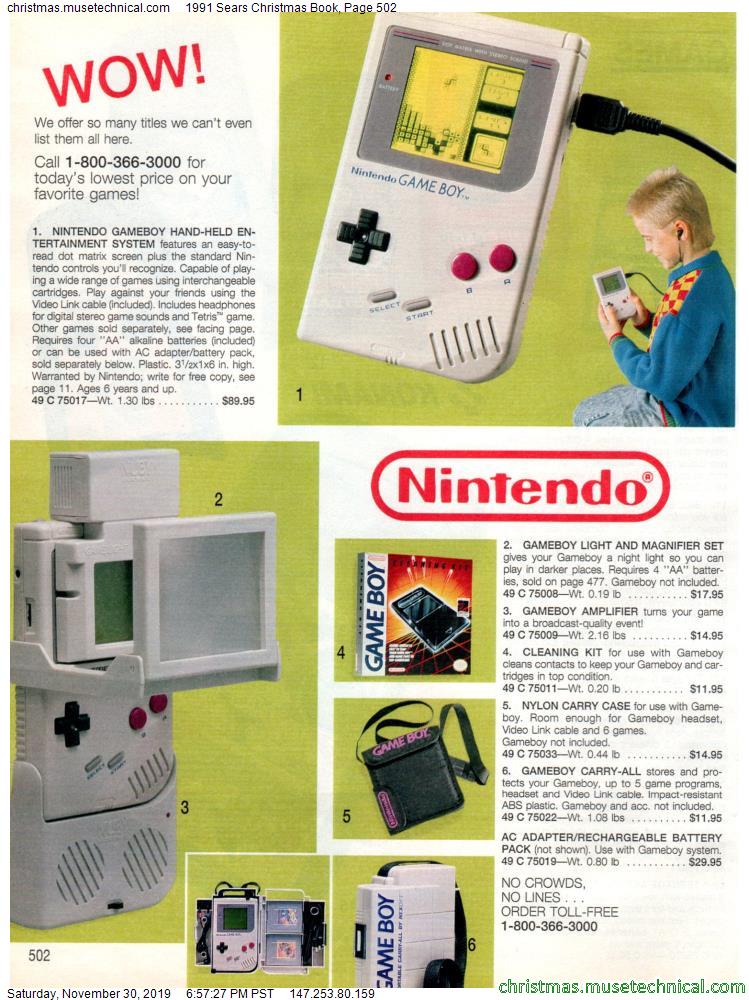 christmas.musetechnical.com 1991 Sears Christmas Book, Page 502
WOW!
We offer so many titles we can't even
list them all here.
Call 1-800-366-3000 for
today's lowest price on your
favorite games!
1. NINTENDO GAMEBOY HAND-HELD EN-
TERTAINMENT SYSTEM features an easy-to-
read dot matrix screen plus the standard Nin-
tendo controls you'll recognize. Capable of play-
ing a wide range of games using interchangeable
cartridges. Play against your friends using the
Video Link cable (included). Includes headphones
for digital stereo game sounds and Tetris™ game.
Other games sold separately, see facing page.
Requires four "AA" alkaline batteries (included)
or can be used with AC adapter/battery pack,
sold separately below. Plastic. 3¹/2x1x6 in. high.
Warranted by Nintendo; write for free copy, see
page 11. Ages 6 years and up.
49 C 75017—Wt. 1.30 lbs . . . . . . . . . . . $89.95
DOT MATRIX WITH STEREO SOUND
BATTERY
Nintendo GAME BOY™
B
A
SELECT
START
1
2
Nintendo®
GAME BOY
CLEANING KIT
4
GAME BOY
Nintendo
5
SELECT
START
3
GAME BOY
PORTABLE CARRY-ALL BY NEXOFT
6
2. GAMEBOY LIGHT AND MAGNIFIER SET
gives your Gameboy a night light so you can
play in darker places. Requires 4 "AA" batter-
ies, sold on page 477. Gameboy not included.
49 C 75008—Wt. 0.19 lb . . . . . . . . . . . $17.95
3. GAMEBOY AMPLIFIER turns your game
into a broadcast-quality event!
49 C 75009—Wt. 2.16 lbs . . . . . . . . . . $14.95
4. CLEANING KIT for use with Gameboy
cleans contacts to keep your Gameboy and car-
tridges in top condition.
49 C 75011—Wt. 0.20 lb . . . . . . . . . . . $11.95
5. NYLON CARRY CASE for use with Game-
boy. Room enough for Gameboy headset,
Video Link cable and 6 games.
Gameboy not included.
49 C 75033—Wt. 0.44 lb . . . . . . . . . . . $14.95
6. GAMEBOY CARRY-ALL stores and pro-
tects your Gameboy, up to 5 game programs,
headset and Video Link cable. Impact-resistant
ABS plastic. Gameboy and acc. not included.
49 C 75022—Wt. 1.08 lbs . . . . . . . . . . $11.95
AC ADAPTER/RECHARGEABLE BATTERY
PACK (not shown). Use with Gameboy system.
49 C 75019—Wt. 0.80 lb . . . . . . . . . . . $29.95
NO CROWDS,
NO LINES . . .
ORDER TOLL-FREE
1-800-366-3000
502
Saturday, November 30, 2019 6:57:27 PM PST 147.253.80.159
christmas.musetechnical.com